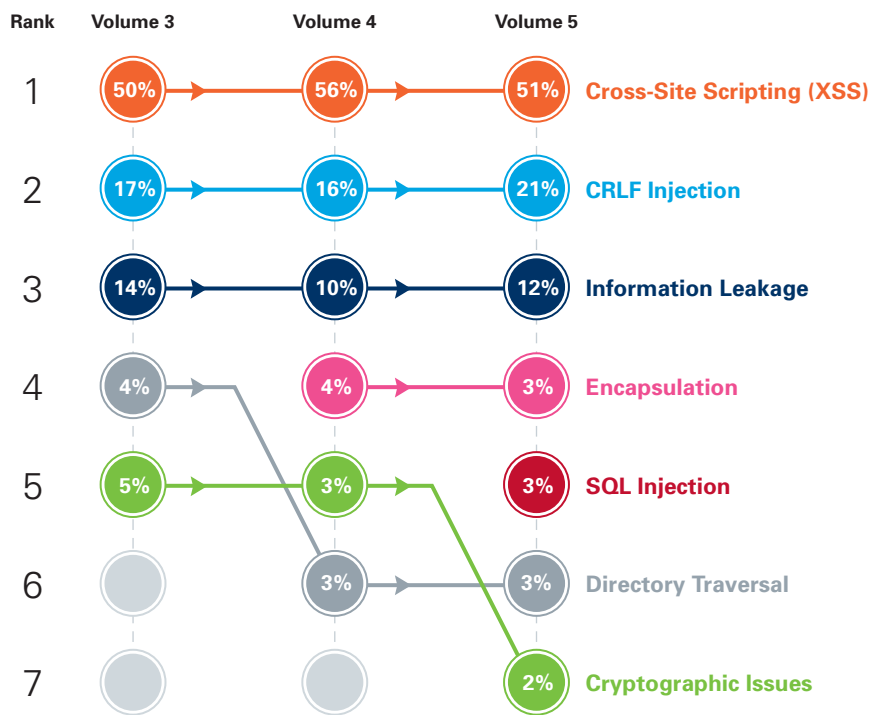 Rank Volume 3 Volume 4 Volume 5
1 50% 56% 51% Cross-Site Scripting (XSS)
2 17% 16% 21% CRLF Injection
3 14% 10% 12% Information Leakage
4 4% 4% 3% Encapsulation
5 5% 3% 3% SQL Injection
6 3% 3% Directory Traversal
7 2% Cryptographic Issues